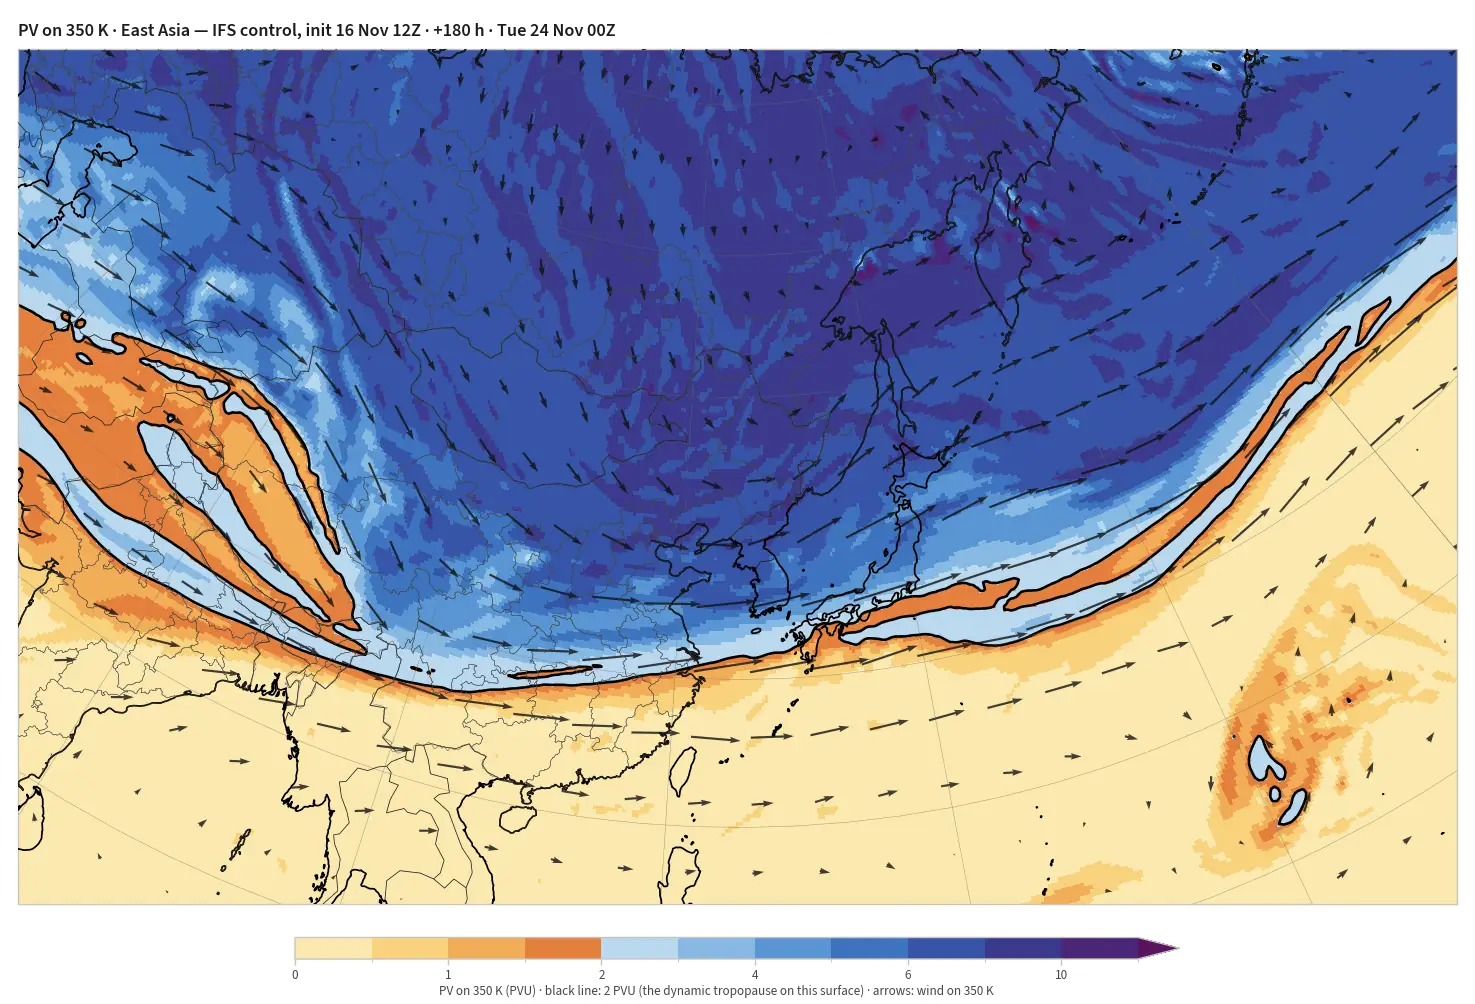 PV on 350 K · East Asia — IFS control, init 16 Nov 12Z · +180 h · Tue 24 Nov 00Z
0 1 2 4 6 10
PV on 350 K (PVU) · black line: 2 PVU (the dynamic tropopause on this surface) · arrows: wind on 350 K